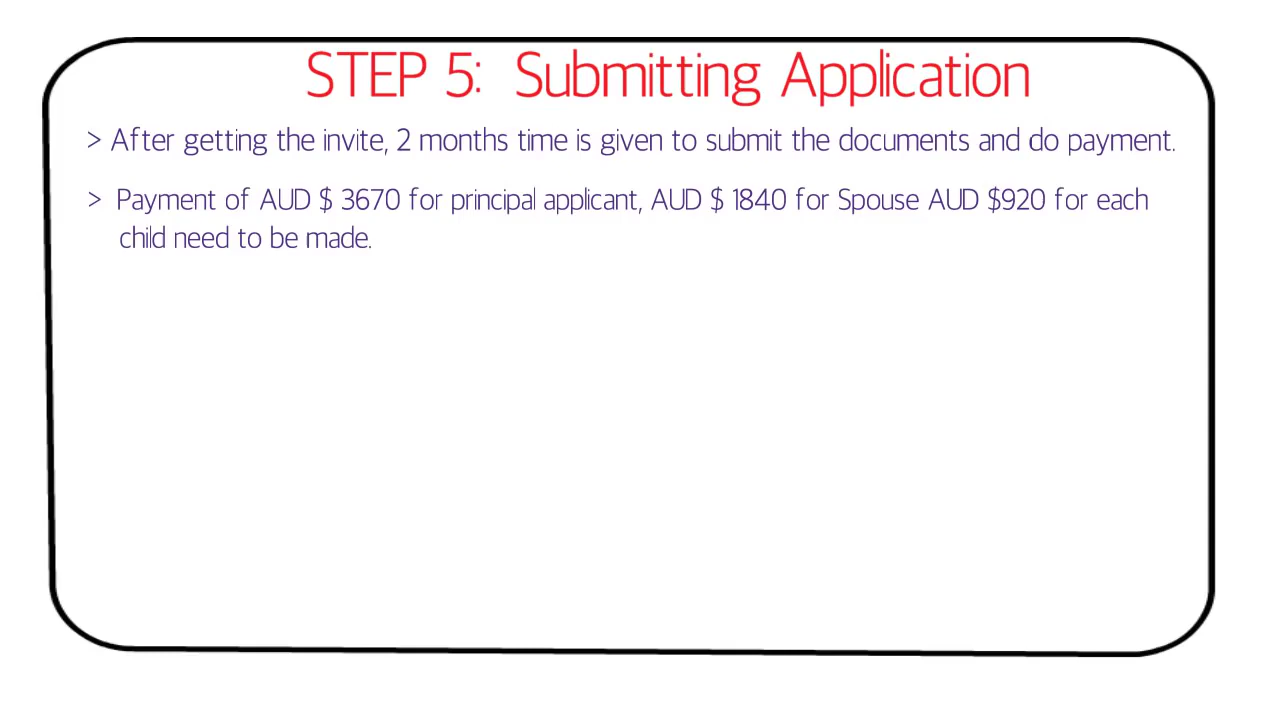 STEP 5: Submitting Application
> After getting the invite, 2 months time is given to submit the documents and do payment.
> Payment of AUD $ 3670 for principal applicant, AUD $ 1840 for Spouse AUD $920 for each
child need to be made.